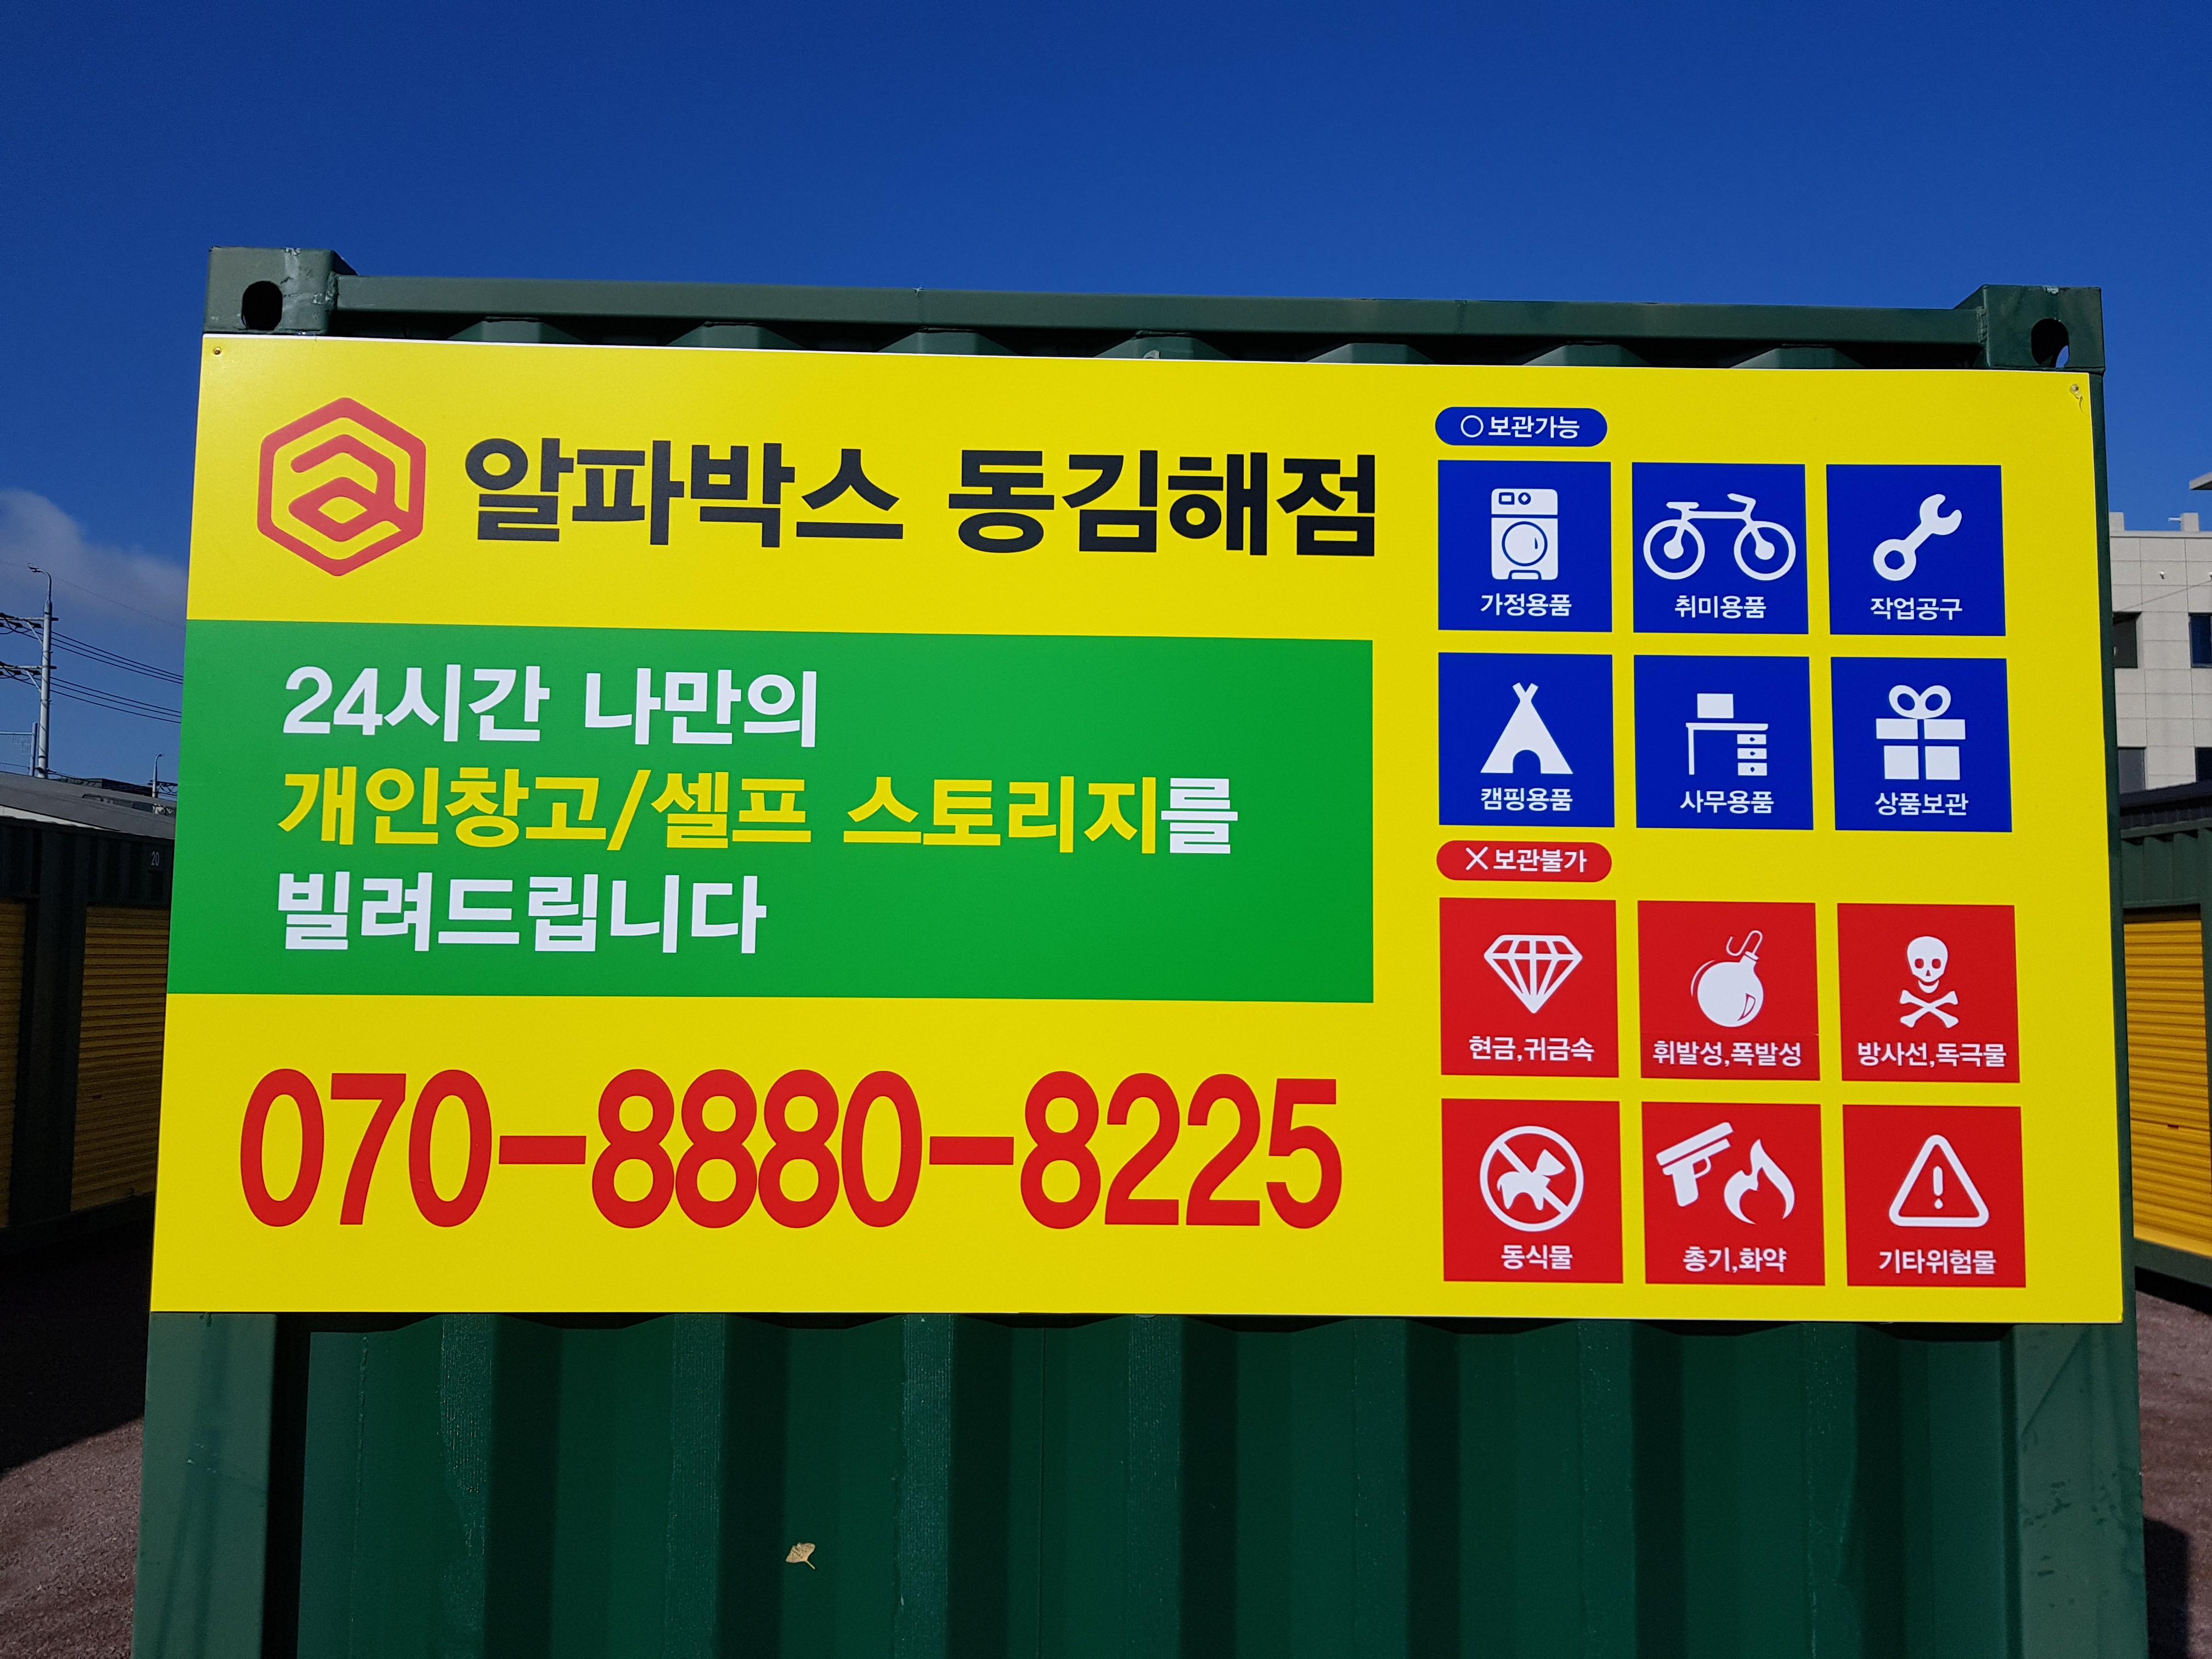 알파박스 동김해점
24시간 나만의
개인창고/셀프 스토리지를
빌려드립니다
070-8880-8225
○ 보관가능
가정용품
취미용품
작업공구
캠핑용품
사무용품
상품보관
X 보관불가
현금,귀금속
휘발성,폭발성
방사선,독극물
동식물
총기,화약
기타위험물
20